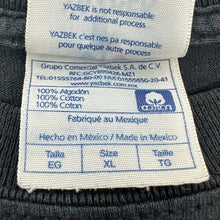 YAZBEK is not responsible
for additional process
YAZBEK n'est pas responsable
pour quelque autre process
Grupo Comercial Yazbek S.A. de C.V.
www.yazbek.com.mx
100% Algodón
100% Cotton
100% Coton
Fabriqué au Mexique
Hecho en México / Made in Mexico
Talla Size Taille
EG XL TG